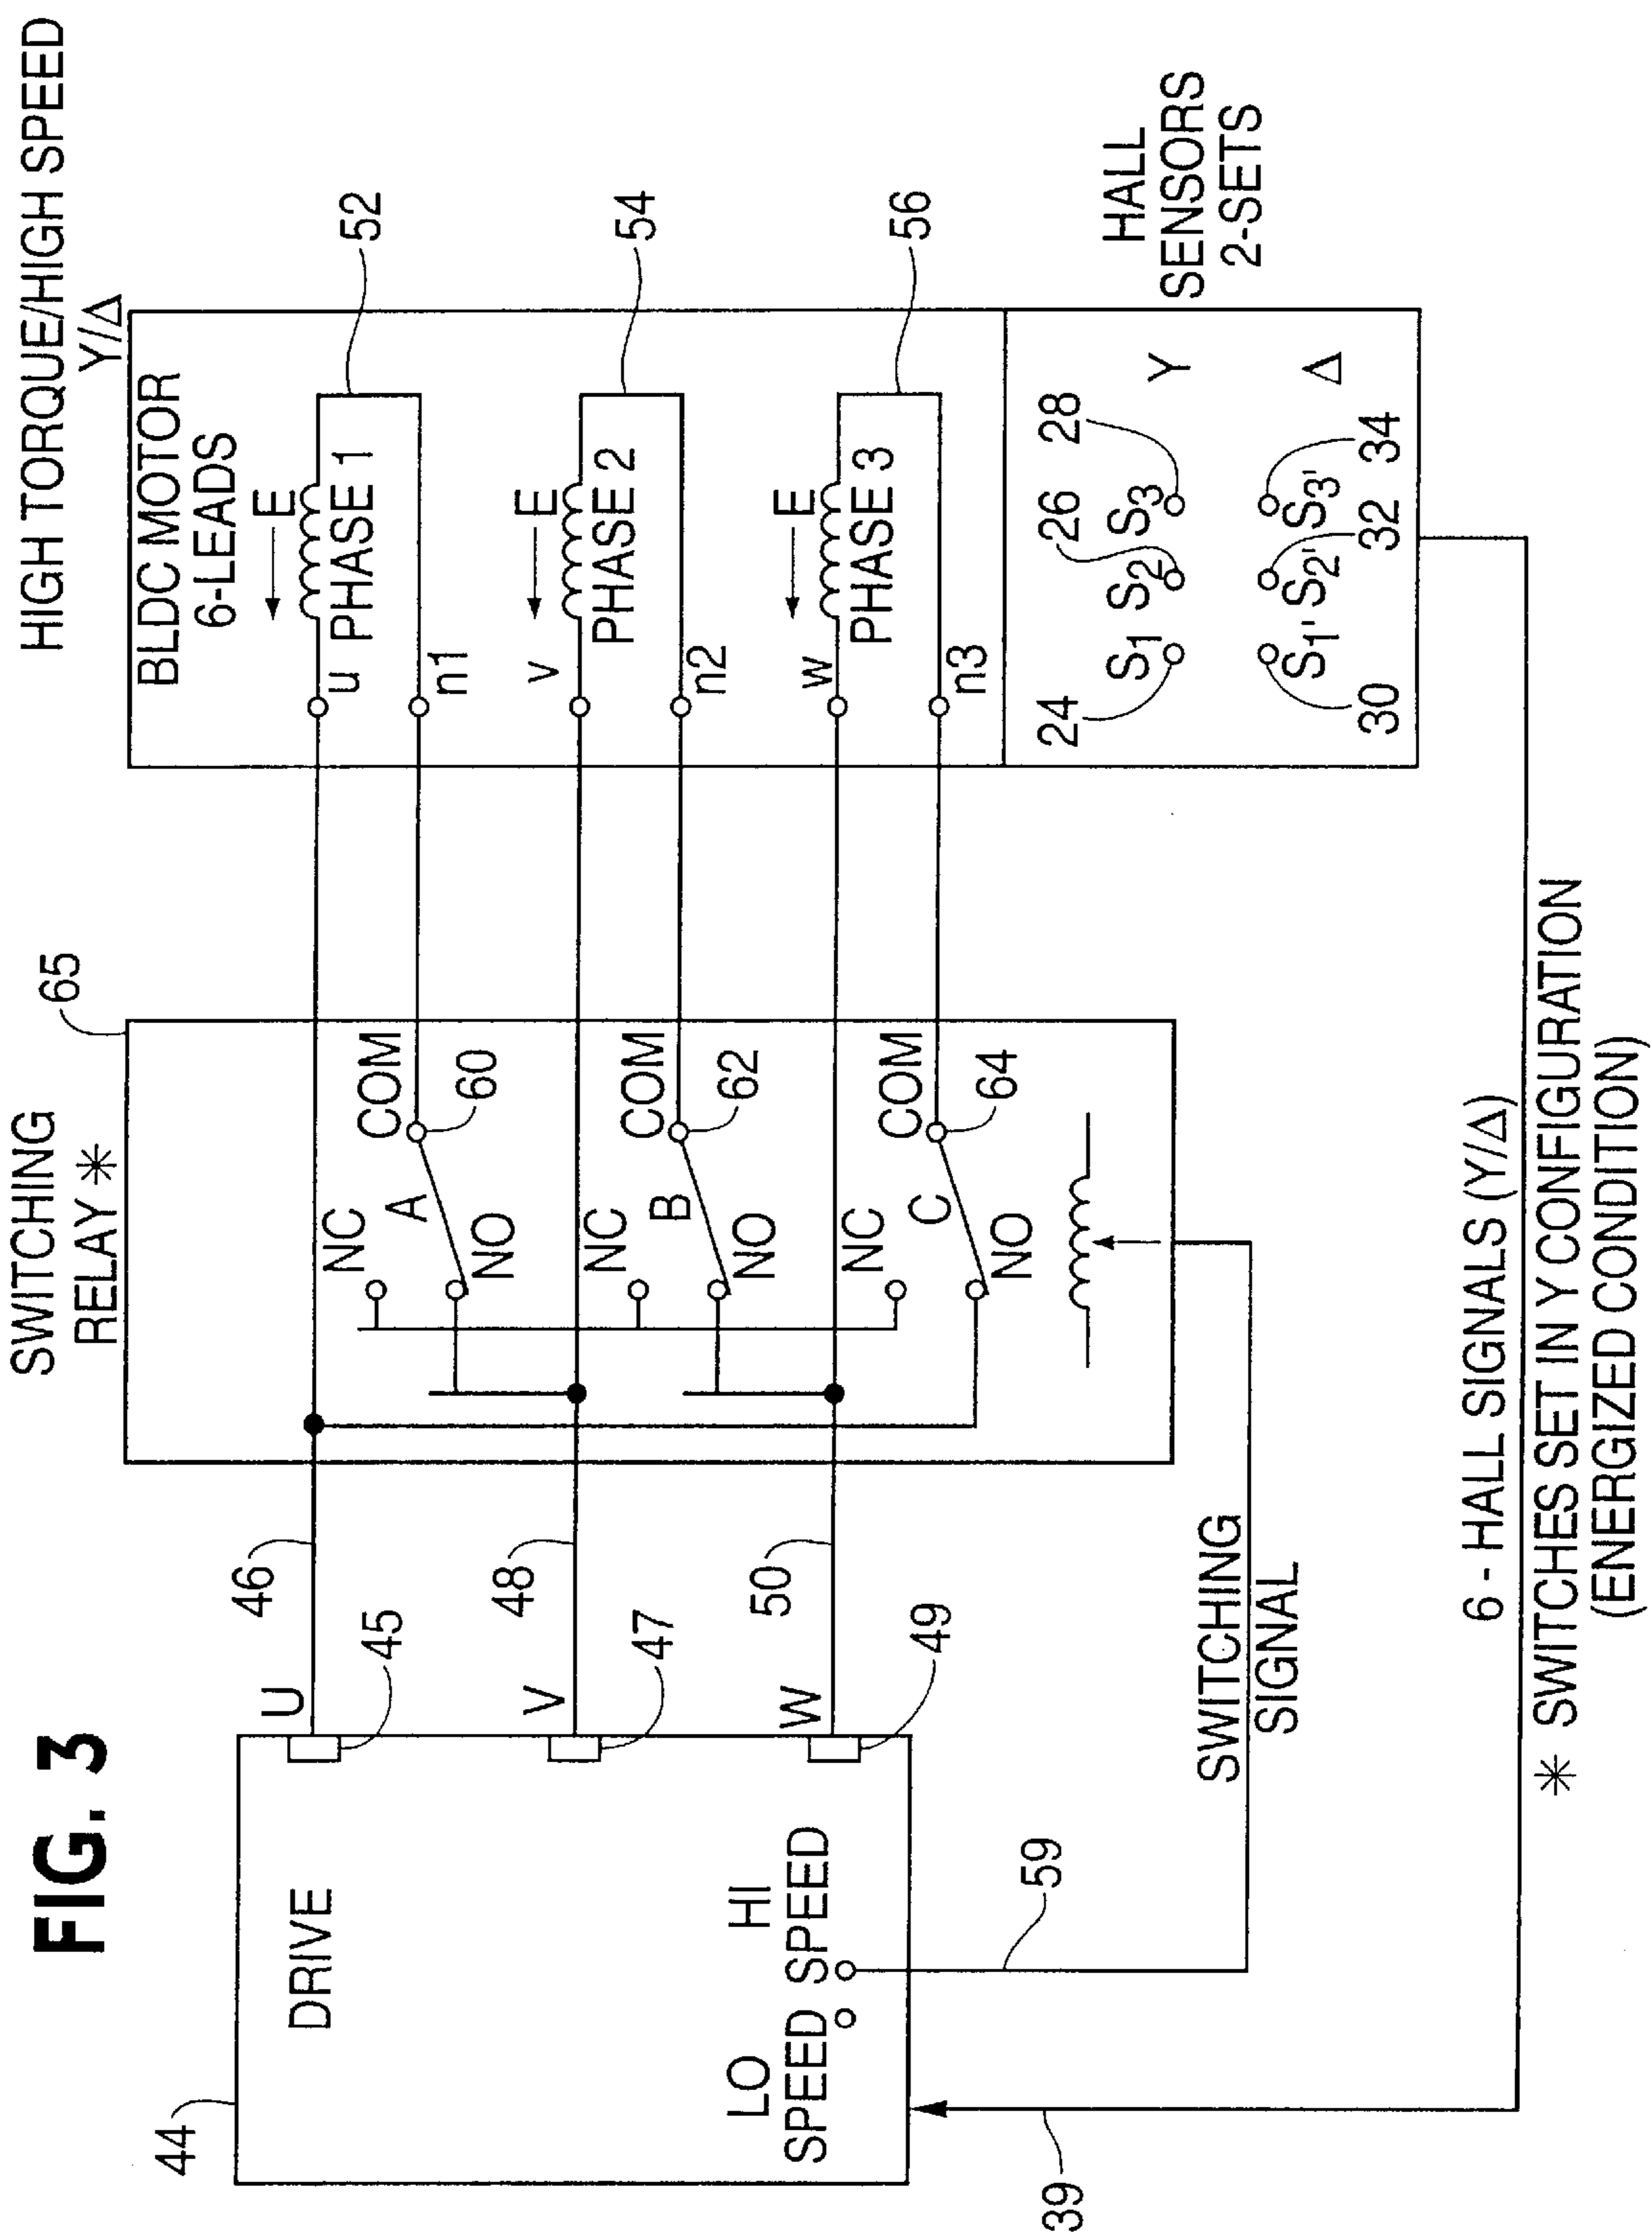 FIG. 3
HIGH TORQUE/HIGH SPEED
Y/Δ
SWITCHING
RELAY *
65
44
DRIVE
U
45
46
V
47
48
W
49
50
LO
SPEED
HI
SPEED
59
39
NC
A
NO
COM
60
NC
B
NO
COM
62
NC
C
NO
COM
64
BLDC MOTOR
6-LEADS
E
u
PHASE 1
n1
52
E
v
PHASE 2
n2
54
E
w
PHASE 3
n3
56
24
26
28
S1 S2 S3
Y
S1' S2' S3'
Δ
30
32
34
HALL
SENSORS
2-SETS
SWITCHING
SIGNAL
6 - HALL SIGNALS (Y/Δ)
* SWITCHES SET IN Y CONFIGURATION
(ENERGIZED CONDITION)